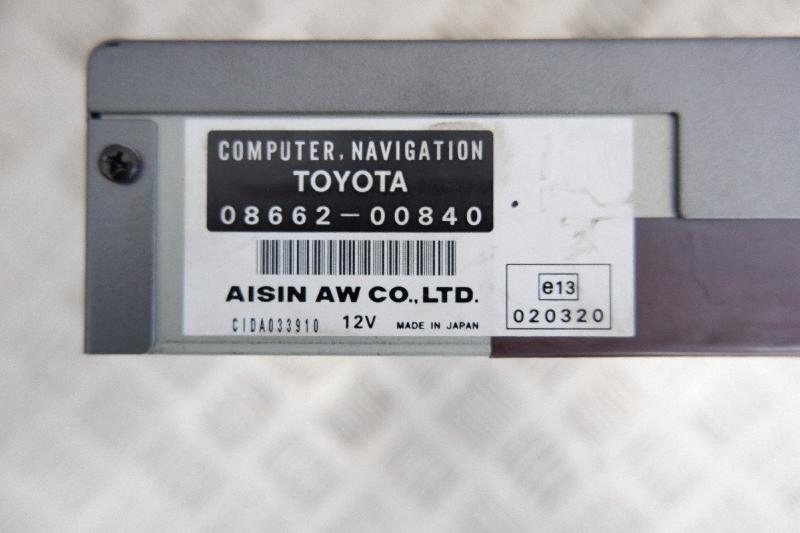 COMPUTER, NAVIGATION
TOYOTA
08662-00840
AISIN AW CO.,LTD.
CIDA033910 12V MADE IN JAPAN
e13
020320